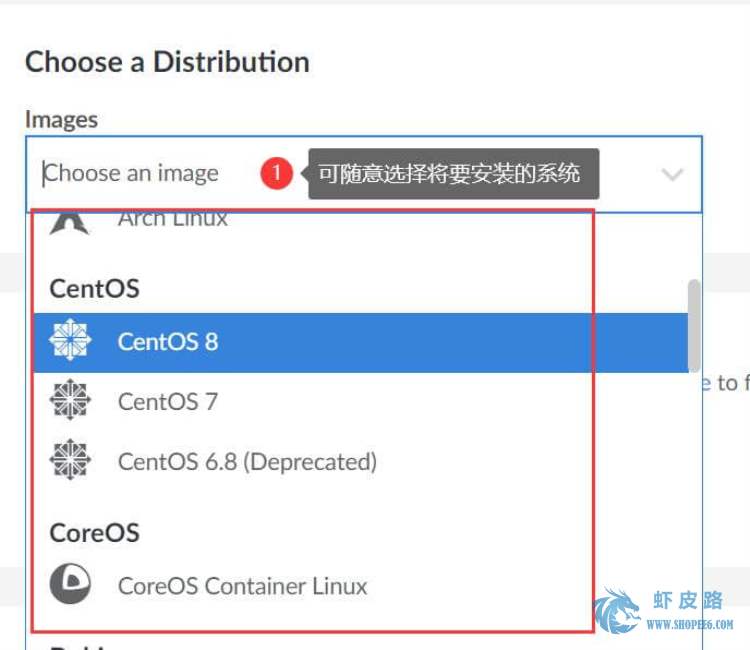 Choose a Distribution
Images
Choose an image
1
可随意选择将要安装的系统
Arch Linux
CentOS
CentOS 8
CentOS 7
e to f
CentOS 6.8 (Deprecated)
CoreOS
CoreOS Container Linux
虾皮路
WWW.SHOPEE6.COM